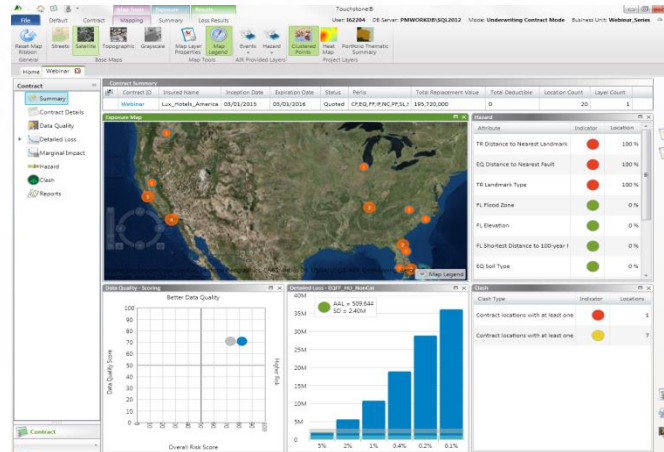 Touchstone®
Map Tools
Exposure
Results
File
Default
Contract
Mapping
Summary
Loss Results
User: I62204 DB Server: PMWORKDB\SQL2012 Mode: Underwriting Contract Mode Business Unit: Webinar_Series
Reset Map Ribbon
Streets
Satellite
Topographic
Grayscale
Map Layer Properties
Map Legend
Events
Hazard
Clustered Points
Heat Map
Portfolio Thematic Summary
General
Base Maps
Map Tools
AIR Provided Layers
Project Layers
Home
Webinar
Contract
Summary
Contract Details
Data Quality
Detailed Loss
Marginal Impact
Hazard
Clash
Reports
Contract
Contract Summary
Contract ID
Insured Name
Inception Date
Expiration Date
Status
Perils
Total Replacement Value
Total Deductible
Location Count
Layer Count
Webinar
Lux_Hotels_America
03/01/2015
03/01/2016
Quoted
195,720,000
0
20
1
Exposure Map
Map Legend
Hazard
Attribute
Indicator
Location
TR Distance to Nearest Landmark
100 %
EQ Distance to Nearest Fault
100 %
TR Landmark Type
100 %
FL Flood Zone
0 %
FL Elevation
0 %
FL Shortest Distance to 100-year
0 %
EQ Soil Type
0 %
Data Quality - Scoring
Better Data Quality
100
90
80
70
60
50
40
30
20
10
0
Data Quality Score
Higher Risk
Overall Risk Score
Detailed Loss - EQFF_HU_NonCat
AAL = 509,644
SD = 2.40M
40M
35M
30M
25M
20M
15M
10M
5M
0
5%
2%
1%
0.4%
0.2%
0.1%
Clash
Clash Type
Indicator
Locations
Contract locations with at least one
1
Contract locations with at least one
7